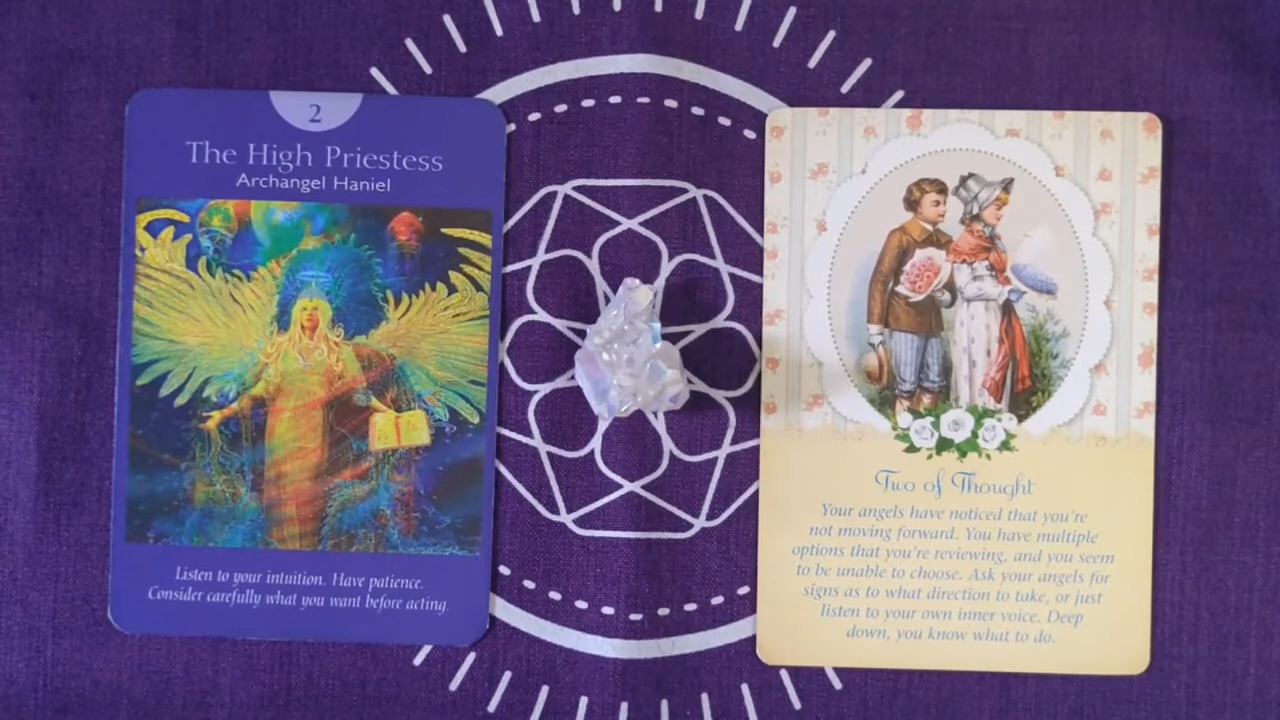 2
The High Priestess
Archangel Haniel
Listen to your intuition. Have patience.
Consider carefully what you want before acting.
Two of Thought
Your angels have noticed that you're
not moving forward. You have multiple
options that you're reviewing, and you seem
to be unable to choose. Ask your angels for
signs as to what direction to take, or just
listen to your own inner voice. Deep
down, you know what to do.